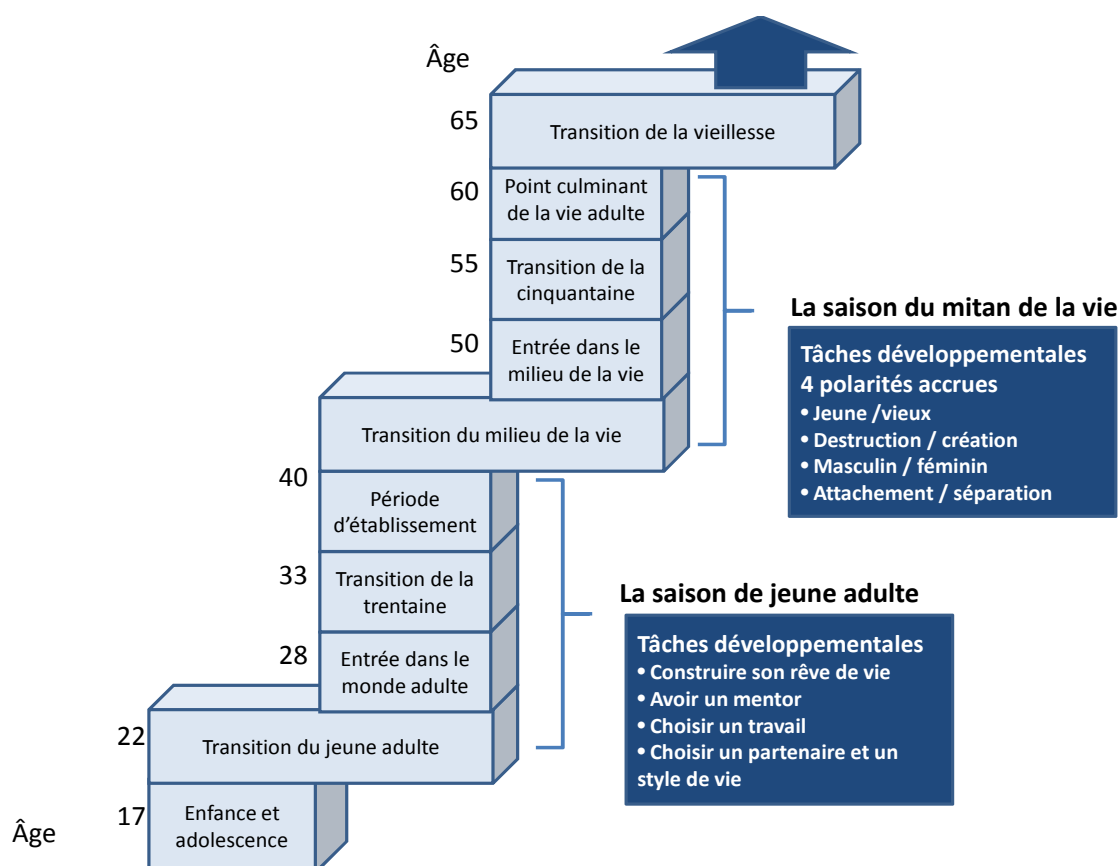 Âge
65
Transition de la vieillesse
60
Point culminant
de la vie adulte
55
Transition de la
cinquantaine
50
Entrée dans le
milieu de la vie
La saison du mitan de la vie
Tâches développementales
4 polarités accrues
• Jeune /vieux
• Destruction / création
• Masculin / féminin
• Attachement / séparation
Transition du milieu de la vie
40
Période
d'établissement
33
Transition de la
trentaine
28
Entrée dans le
monde adulte
La saison de jeune adulte
Tâches développementales
• Construire son rêve de vie
• Avoir un mentor
• Choisir un travail
• Choisir un partenaire et un
style de vie
22
Transition du jeune adulte
17
Enfance et
adolescence
Âge